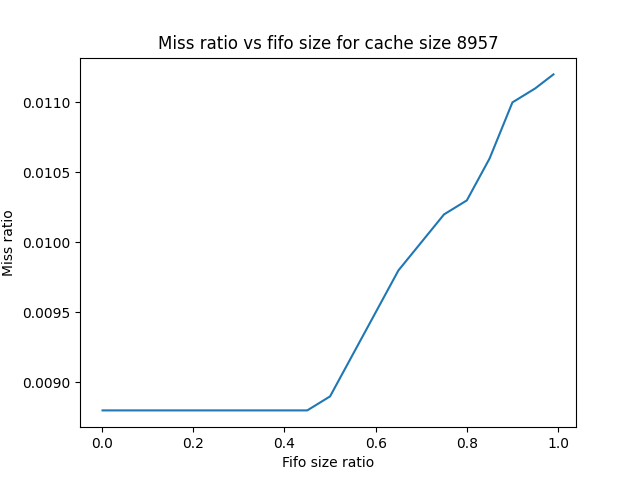 Miss ratio vs fifo size for cache size 8957
0.0110
0.0105
0.0100
0.0095
0.0090
Miss ratio
0.0 0.2 0.4 0.6 0.8 1.0
Fifo size ratio